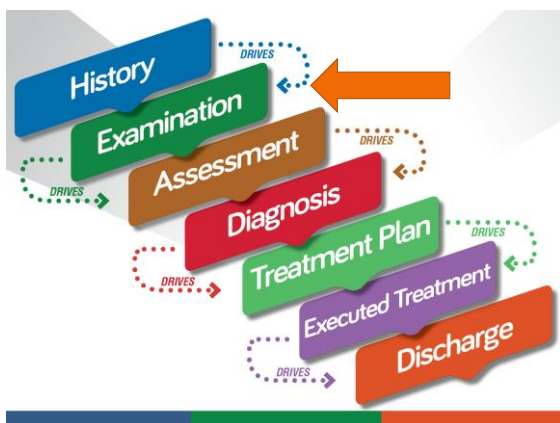 History
DRIVES
Examination
DRIVES
Assessment
DRIVES
Diagnosis
DRIVES
Treatment Plan
DRIVES
Executed Treatment
DRIVES
Discharge